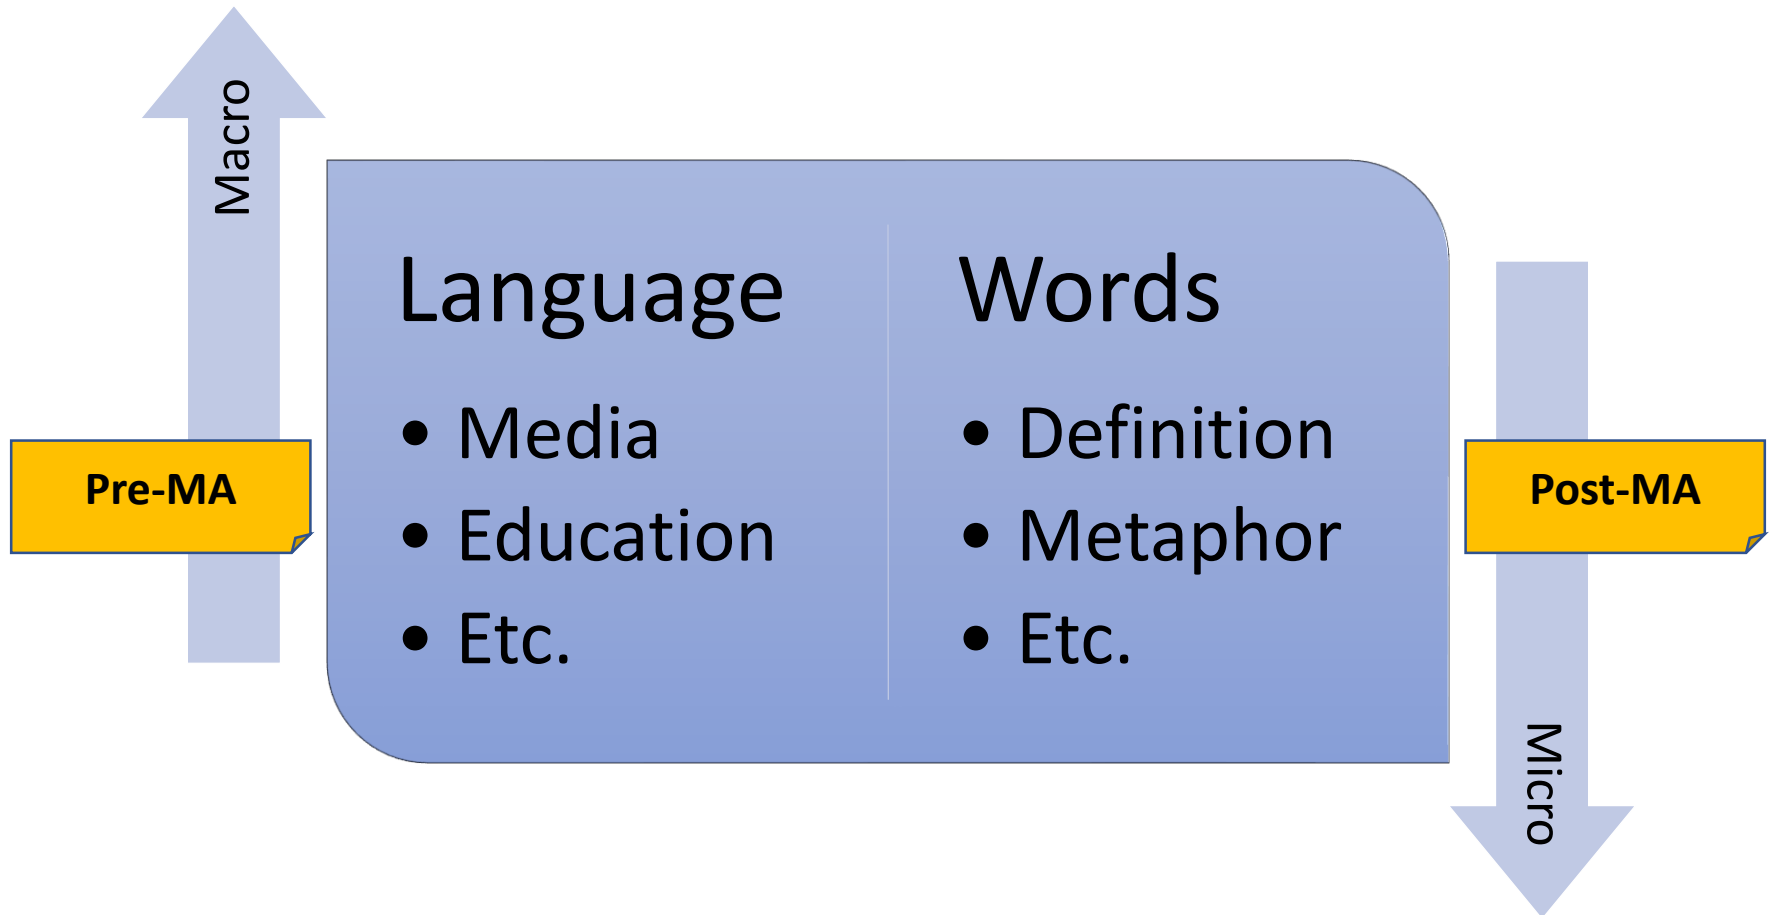 Macro
Pre-MA
Language
• Media
• Education
• Etc.
Words
• Definition
• Metaphor
• Etc.
Post-MA
Micro